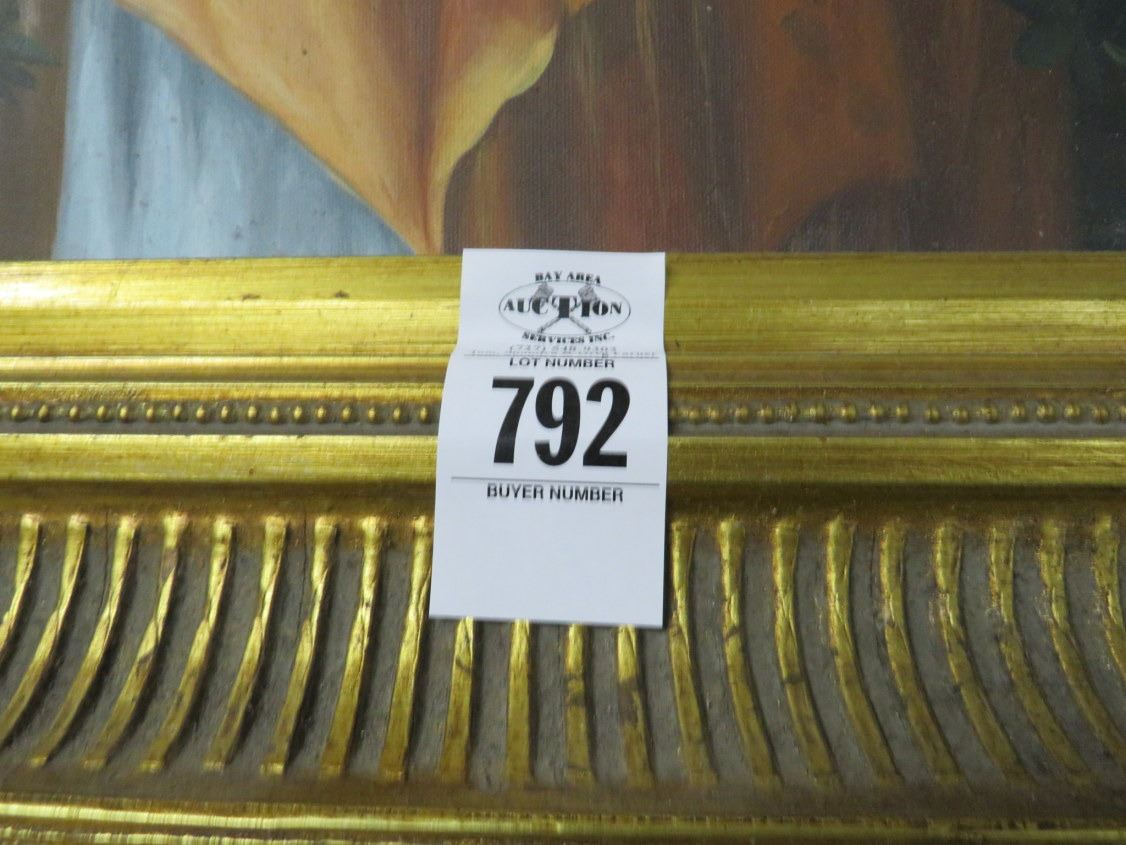 BAY AREA
AUCTION
SERVICES INC.
LOT NUMBER
792
BUYER NUMBER